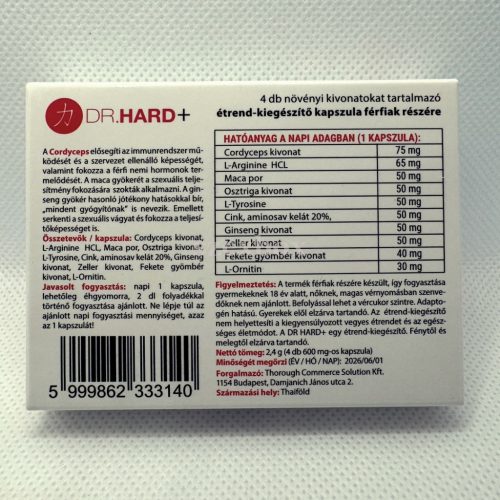 力 DR.HARD+
4 db növényi kivonatokat tartalmazó
étrend-kiegészítő kapszula férfiak részére
A Cordyceps elősegíti az immunrendszer mű-
ködését és a szervezet ellenálló képességét,
valamint fokozza a férfi nemi hormonok ter-
melődését. A maca gyökerét a szexuális telje-
sítmény fokozására szokták alkalmazni. A gin-
seng gyökér hasonló jótékony hatásokkal bír,
„mindent gyógyítónak" is nevezik. Emellett
serkenti a szexuális vágyat és fokozza a teljesí-
tőképességet is.
Összetevők / kapszula: Cordyceps kivonat,
L-Arginine HCL, Maca por, Osztriga kivonat,
L-Tyrosine, Cink, aminosav kelát 20%, Ginseng
kivonat, Zeller kivonat, Fekete gyömbér
kivonat, L-Ornitin.
Javasolt fogyasztás: napi 1 kapszula,
lehetőleg éhgyomorra, 2 dl folyadékkal
történő fogyasztása ajánlott. Ne lépje túl az
ajánlott napi fogyasztási mennyiséget, azaz
az 1 kapszulát!
5 999862 333140
HATÓANYAG A NAPI ADAGBAN (1 KAPSZULA):
Cordyceps kivonat 75 mg
L-Arginine HCL 65 mg
Maca por 50 mg
Osztriga kivonat 50 mg
L-Tyrosine 50 mg
Cink, aminosav kelát 20%, 50 mg
Ginseng kivonat 50 mg
Zeller kivonat 50 mg
Fekete gyömbér kivonat 40 mg
L-Ornitin 30 mg
Figyelmeztetés: A termék férfiak részére készült, így fogyasztása
gyermekeknek 18 év alatt, nőknek, magas vérnyomásban szenve-
dőknek nem ajánlott. Befolyással lehet a vércukor szintre. Adapto-
gén hatású. Gyerekek elől elzárva tartandó. Az étrend-kiegészítő
nem helyettesíti a kiegyensúlyozott vegyes étrendet és az egész-
séges életmódot. A DR HARD+ egy étrend-kiegészítő. Fénytől és
melegtől elzárva tartandó.
Nettó tömeg: 2,4 g (4 db 600 mg-os kapszula)
Minőségét megőrzi (ÉV / HÓ / NAP): 2026/06/01
Forgalmazó: Thorough Commerce Solution Kft.
1154 Budapest, Damjanich János utca 2.
Származási hely: Thaiföld